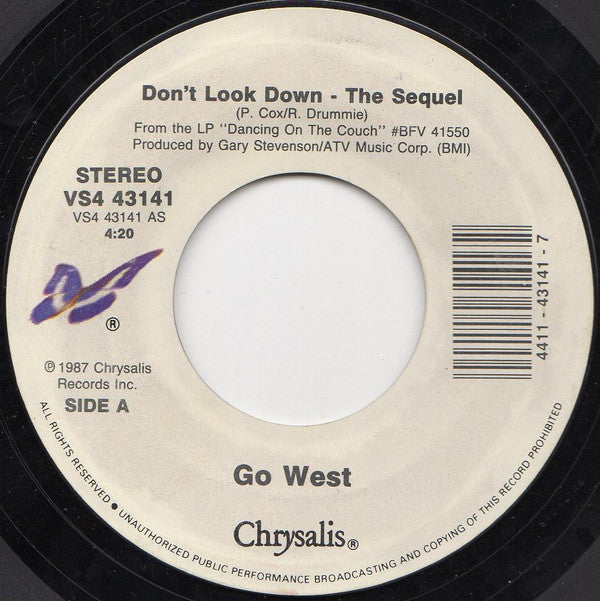 Don't Look Down - The Sequel
(P. Cox/R. Drummie)
From the LP "Dancing On The Couch" #BFV 41550
Produced by Gary Stevenson/ATV Music Corp. (BMI)
STEREO
VS4 43141
VS4 43141 AS
4:20
®
4411 - 43141 - 7
℗ 1987 Chrysalis
Records Inc.
SIDE A
Go West
Chrysalis®
ALL RIGHTS RESERVED • UNAUTHORIZED PUBLIC PERFORMANCE BROADCASTING AND COPYING OF THIS RECORD PROHIBITED